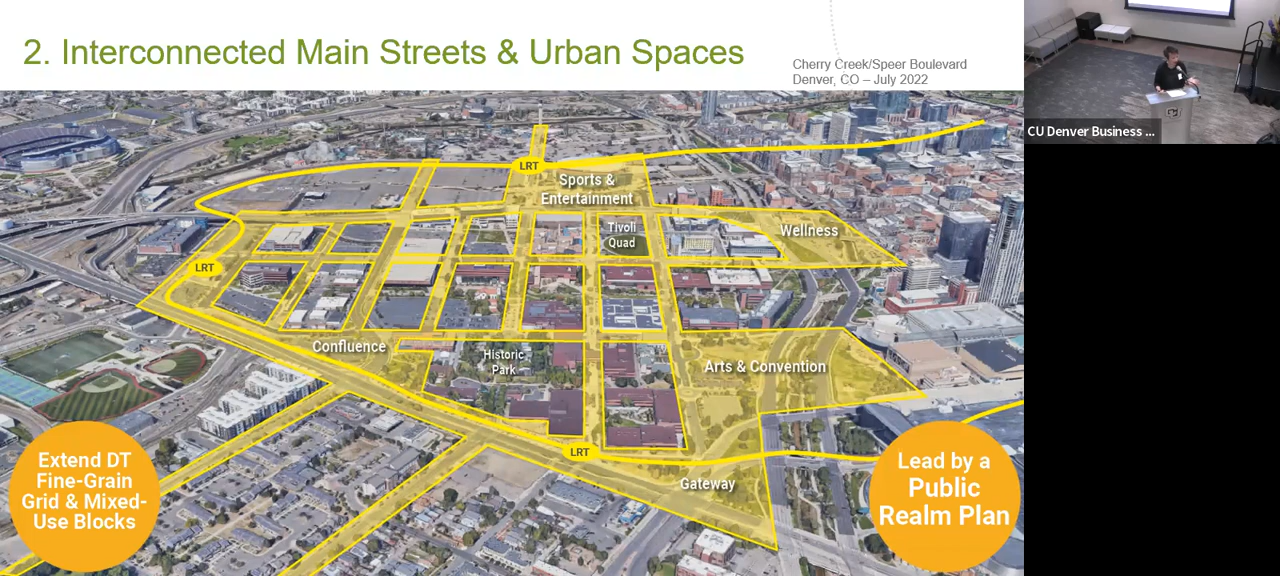 2. Interconnected Main Streets & Urban Spaces
Cherry Creek/Speer Boulevard
Denver, CO – July 2022
CU Denver Business ...
LRT
Sports &
Entertainment
Tivoli
Quad
Wellness
LRT
Confluence
Historic
Park
Arts & Convention
LRT
Gateway
Extend DT
Fine-Grain
Grid & Mixed-
Use Blocks
Lead by a
Public
Realm Plan